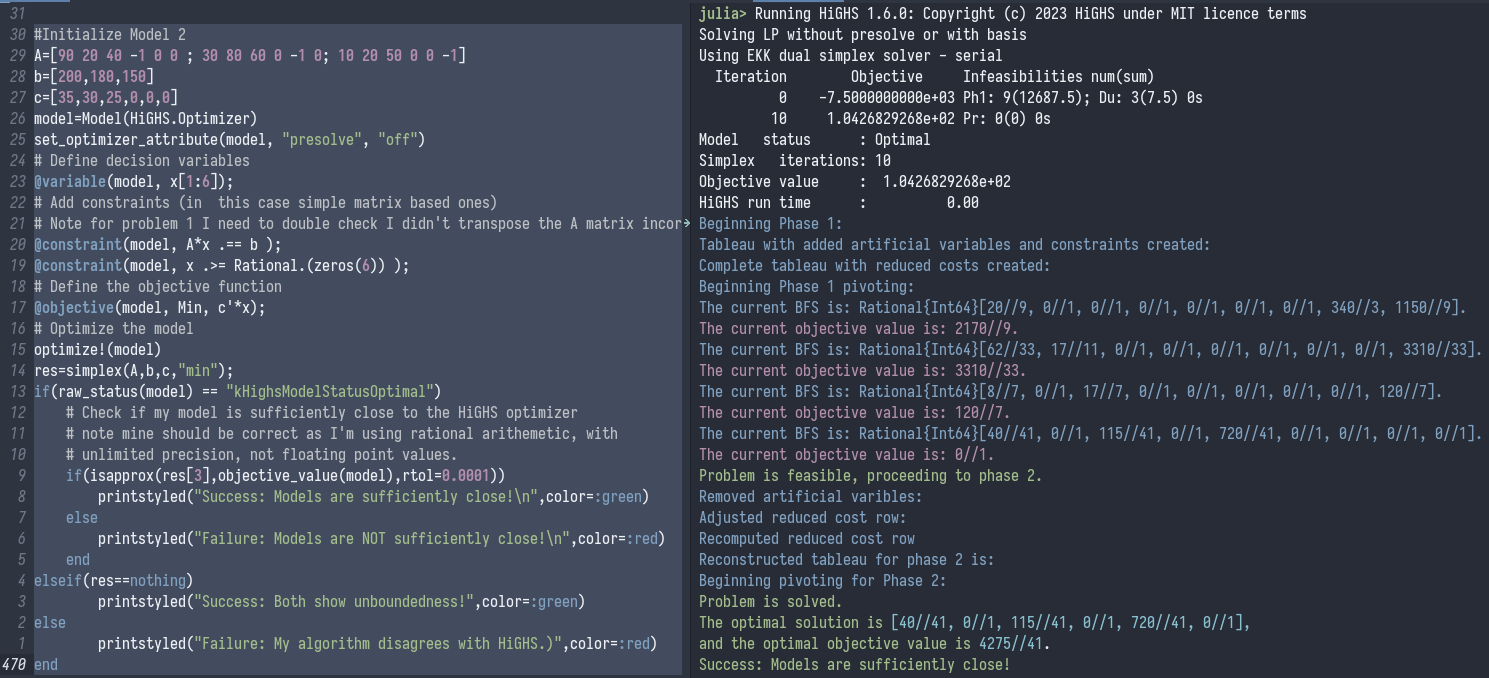 31
30 #Initialize Model 2
29 A=[90 20 40 -1 0 0 ; 30 80 60 0 -1 0; 10 20 50 0 0 -1]
28 b=[200,180,150]
27 c=[35,30,25,0,0,0]
26 model=Model(HiGHS.Optimizer)
25 set_optimizer_attribute(model, "presolve", "off")
24 # Define decision variables
23 @variable(model, x[1:6]);
22 # Add constraints (in  this case simple matrix based ones)
21 # Note for problem 1 I need to double check I didn't transpose the A matrix incor
20 @constraint(model, A*x .== b );
19 @constraint(model, x .>= Rational.(zeros(6)) );
18 # Define the objective function
17 @objective(model, Min, c'*x);
16 # Optimize the model
15 optimize!(model)
14 res=simplex(A,b,c,"min");
13 if(raw_status(model) == "kHighsModelStatusOptimal")
12     # Check if my model is sufficiently close to the HiGHS optimizer
11     # note mine should be correct as I'm using rational arithemetic, with
10     # unlimited precision, not floating point values.
9     if(isapprox(res[3],objective_value(model),rtol=0.0001))
8         printstyled("Success: Models are sufficiently close!\n",color=:green)
7     else
6         printstyled("Failure: Models are NOT sufficiently close!\n",color=:red)
5     end
4 elseif(res==nothing)
3         printstyled("Success: Both show unboundedness!",color=:green)
2 else
1         printstyled("Failure: My algorithm disagrees with HiGHS.)",color=:red)
470 end
julia> Running HiGHS 1.6.0: Copyright (c) 2023 HiGHS under MIT licence terms
Solving LP without presolve or with basis
Using EKK dual simplex solver - serial
  Iteration        Objective     Infeasibilities num(sum)
          0    -7.5000000000e+03 Ph1: 9(12687.5); Du: 3(7.5) 0s
         10     1.0426829268e+02 Pr: 0(0) 0s
Model   status      : Optimal
Simplex   iterations: 10
Objective value     :  1.0426829268e+02
HiGHS run time      :          0.00
Beginning Phase 1:
Tableau with added artificial variables and constraints created:
Complete tableau with reduced costs created:
Beginning Phase 1 pivoting:
The current BFS is: Rational{Int64}[20//9, 0//1, 0//1, 0//1, 0//1, 0//1, 0//1, 340//3, 1150//9].
The current objective value is: 2170//9.
The current BFS is: Rational{Int64}[62//33, 17//11, 0//1, 0//1, 0//1, 0//1, 0//1, 0//1, 3310//33].
The current objective value is: 3310//33.
The current BFS is: Rational{Int64}[8//7, 0//1, 17//7, 0//1, 0//1, 0//1, 0//1, 0//1, 120//7].
The current objective value is: 120//7.
The current BFS is: Rational{Int64}[40//41, 0//1, 115//41, 0//1, 720//41, 0//1, 0//1, 0//1, 0//1].
The current objective value is: 0//1.
Problem is feasible, proceeding to phase 2.
Removed artificial varibles:
Adjusted reduced cost row:
Recomputed reduced cost row
Reconstructed tableau for phase 2 is:
Beginning pivoting for Phase 2:
Problem is solved.
The optimal solution is [40//41, 0//1, 115//41, 0//1, 720//41, 0//1],
and the optimal objective value is 4275//41.
Success: Models are sufficiently close!